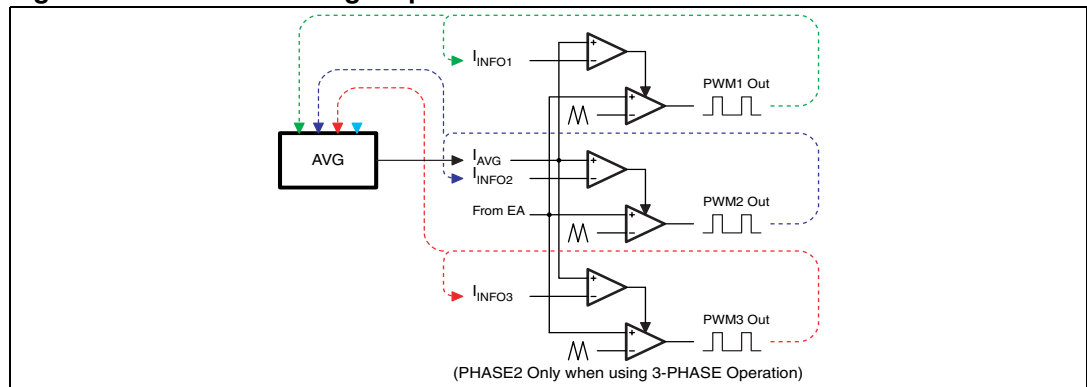 I_INFO1
PWM1 Out
AVG
I_AVG
I_INFO2
From EA
PWM2 Out
I_INFO3
PWM3 Out
(PHASE2 Only when using 3-PHASE Operation)